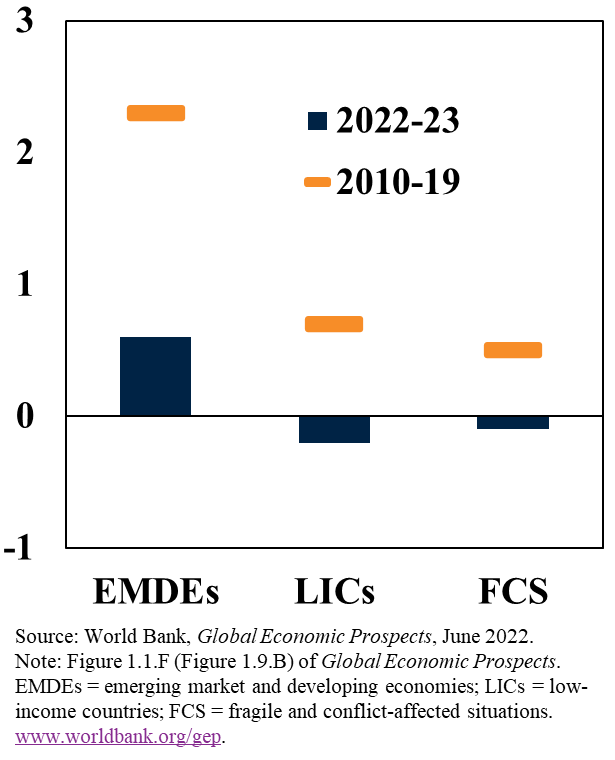 3
2022-23
2
2010-19
1
0
-1
EMDEs LICs FCS
Source: World Bank, Global Economic Prospects, June 2022.
Note: Figure 1.1.F (Figure 1.9.B) of Global Economic Prospects.
EMDEs = emerging market and developing economies; LICs = low-
income countries; FCS = fragile and conflict-affected situations.
www.worldbank.org/gep.